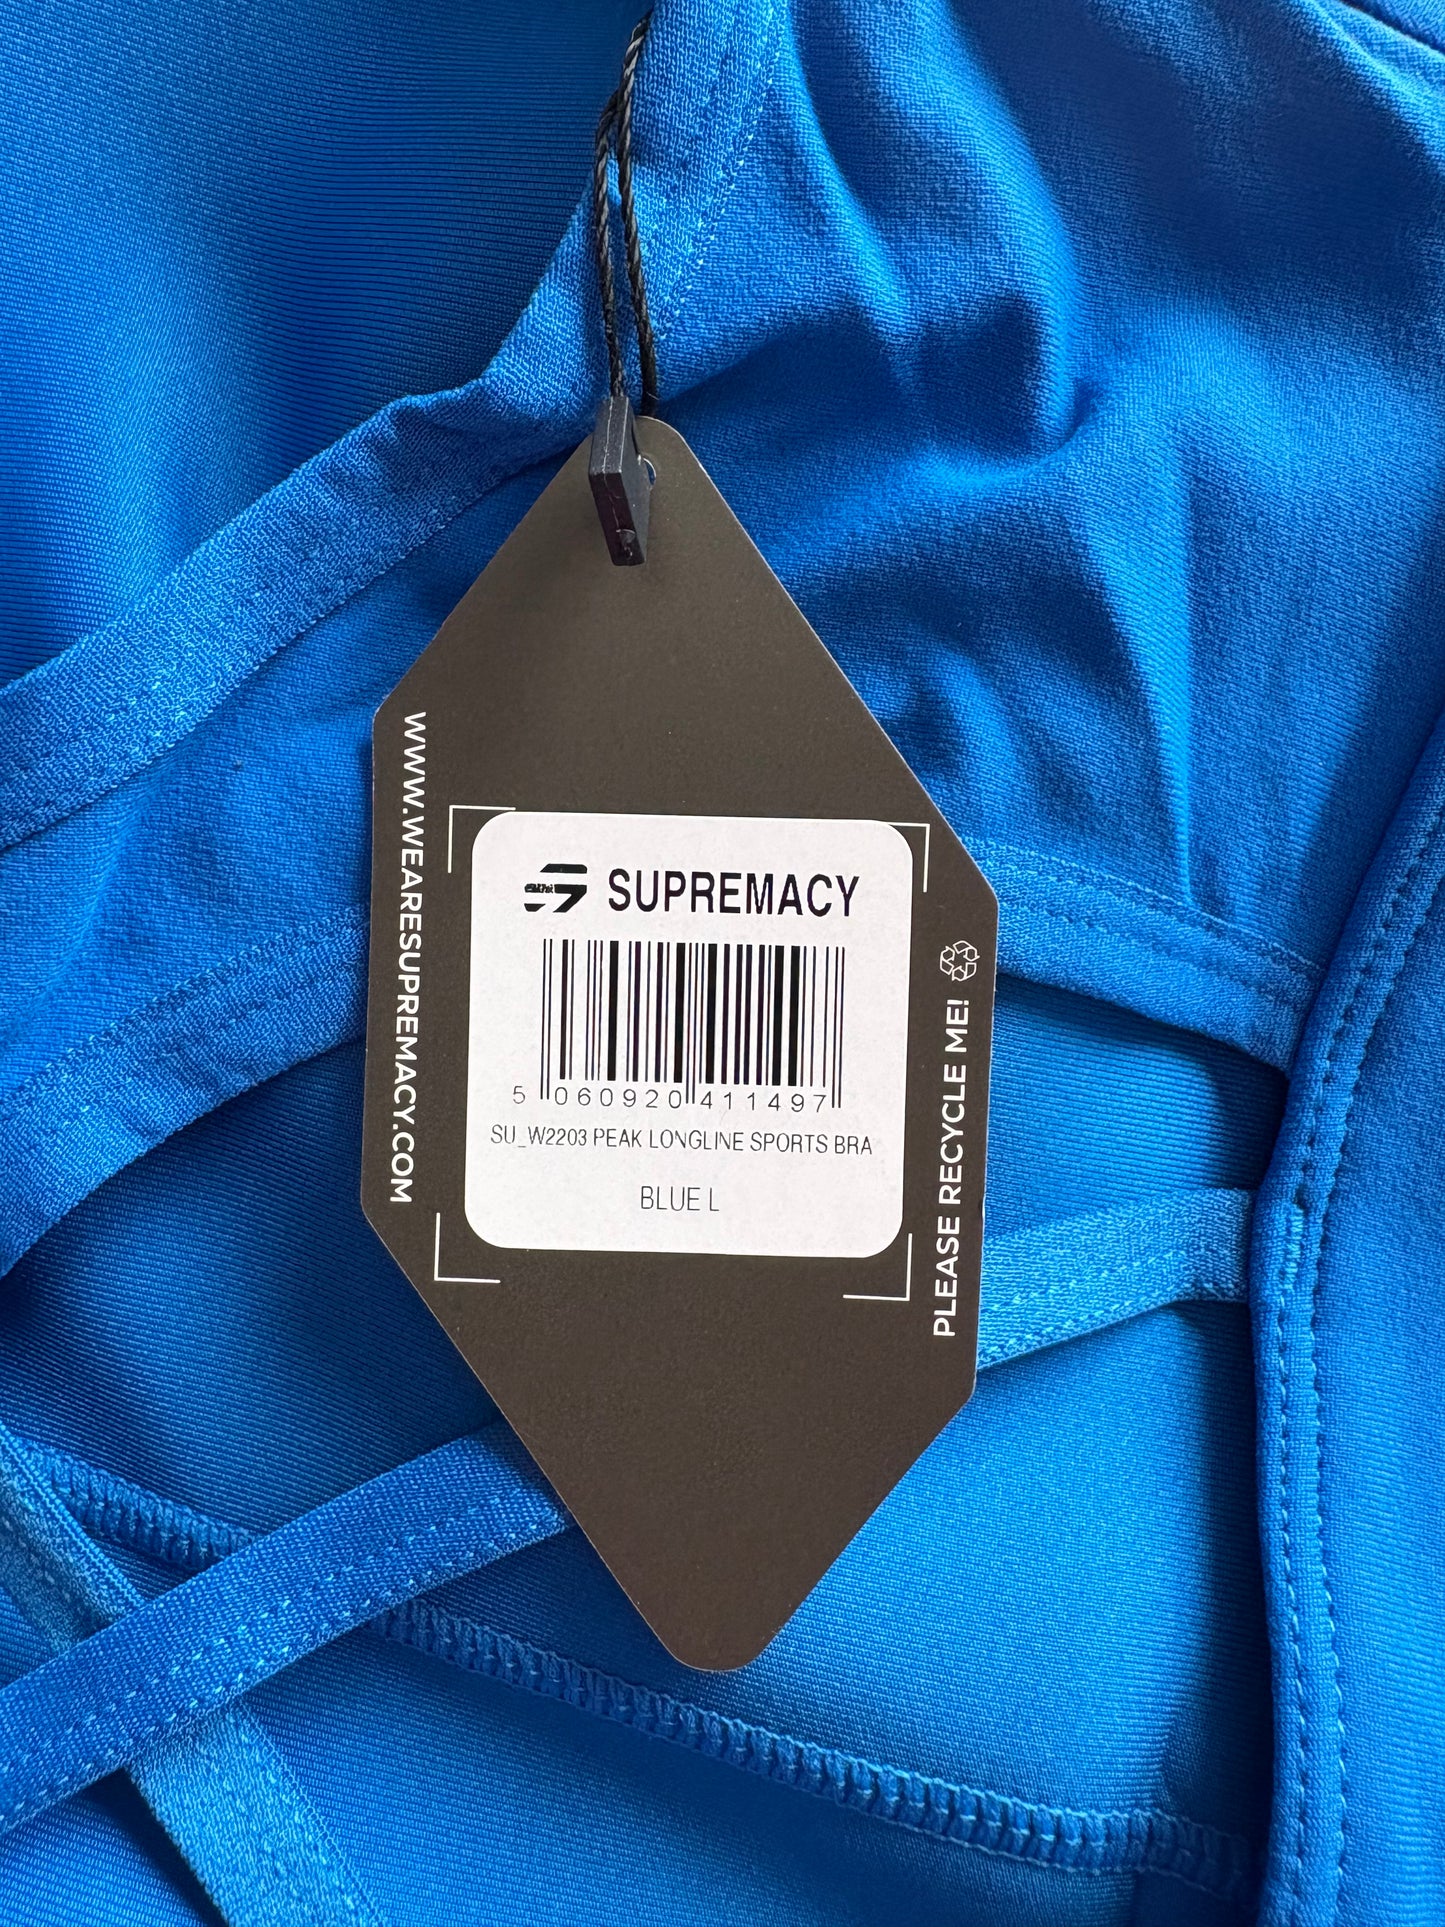 WWW.WEARESUPREMACY.COM
SUPREMACY
5 060920 411497
SU_W2203 PEAK LONGLINE SPORTS BRA
BLUE L
PLEASE RECYCLE ME!